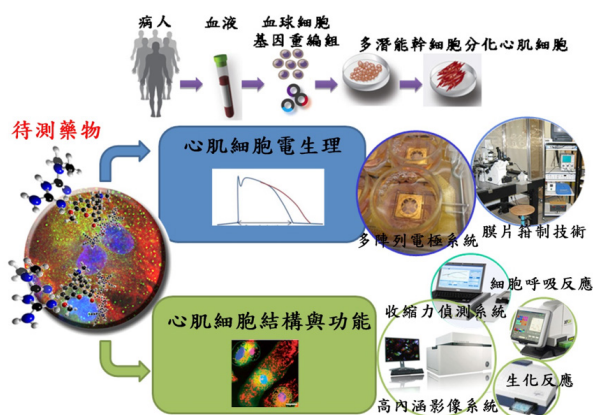 病人
血液
血球細胞
基因重編組
多潛能幹細胞分化心肌細胞
待測藥物
心肌細胞電生理
多陣列電極系統
膜片箝制技術
細胞呼吸反應
收縮力偵測系統
心肌細胞結構與功能
生化反應
高內涵影像系統